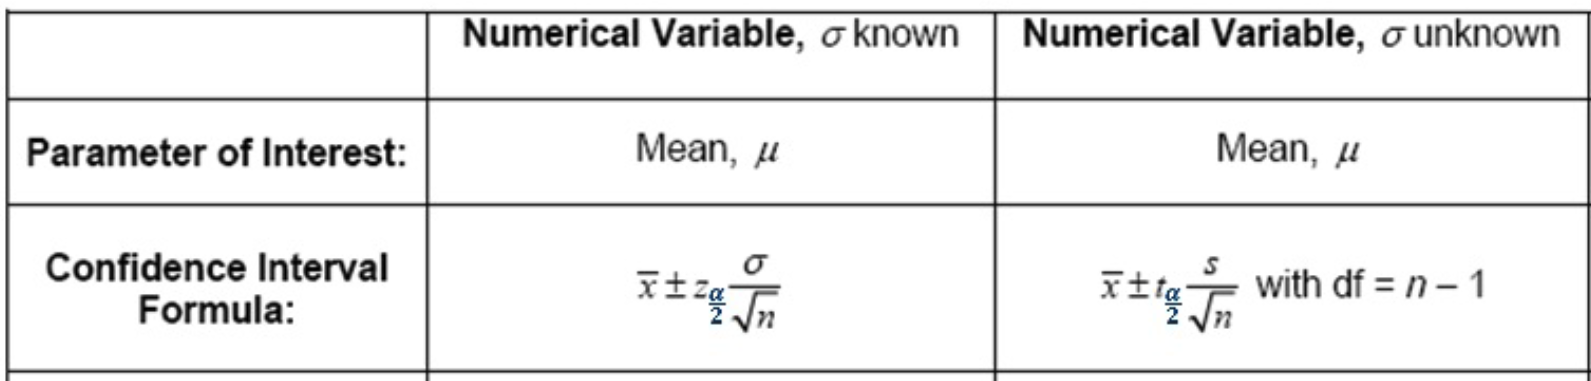 Numerical Variable, σ known
Numerical Variable, σ unknown
Parameter of Interest:
Mean, μ
Mean, μ
Confidence Interval
Formula:
x̄ ± z_{α/2} σ/√n
x̄ ± t_{α/2} s/√n with df = n – 1